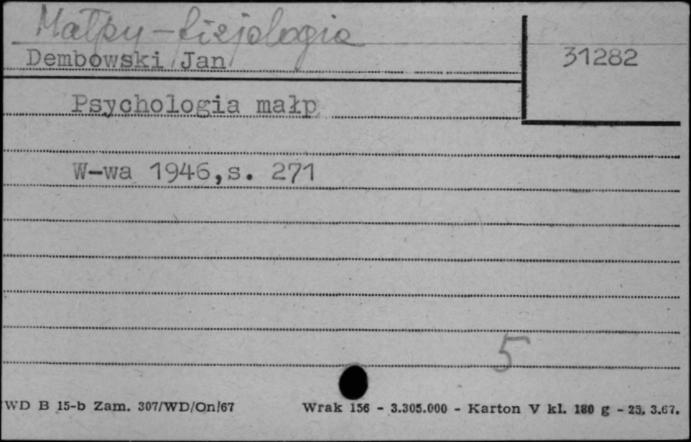 Małpy - fizjologia
Dembowski Jan
31282
Psychologia małp
W-wa 1946,s. 271
5
WD B 15-b Zam. 307/WD/On/67
Wrak 156 - 3.305.000 - Karton V kl. 180 g - 23. 3.67.